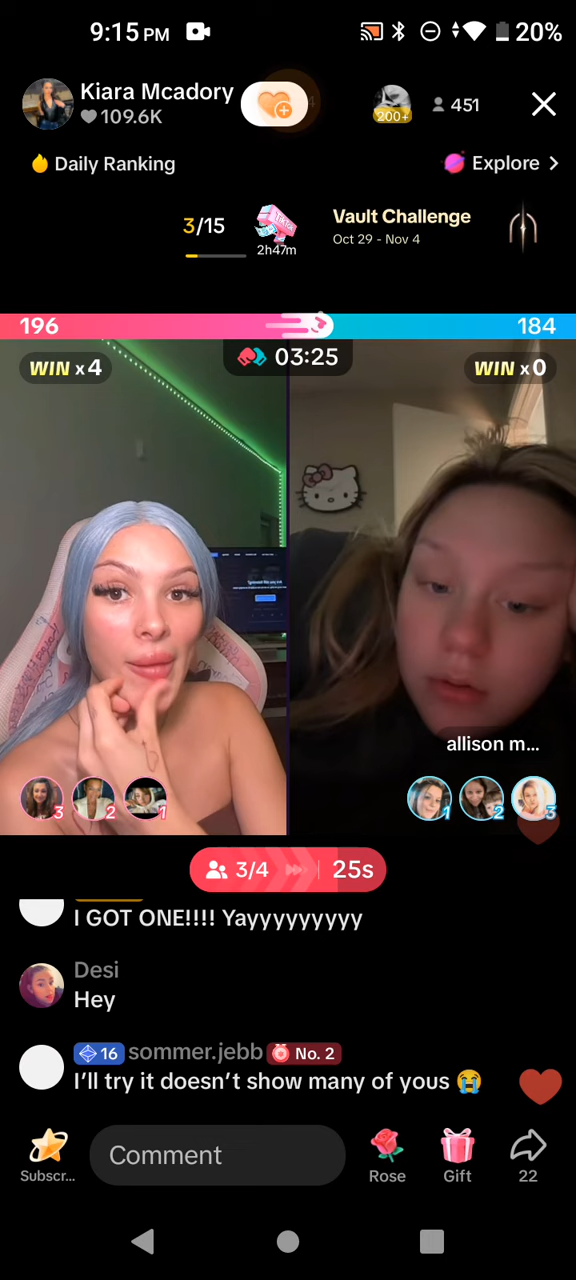 9:15 PM
20%
Kiara Mcadory
109.6K
200+
451
Daily Ranking
Explore
3/15
2h47m
Vault Challenge
Oct 29 - Nov 4
196
184
03:25
WIN x4
WIN x0
allison m...
3 2 1
1 2 3
3/4
25s
I GOT ONE!!!! Yayyyyyyyyy
Desi
Hey
16 sommer.jebb No. 2
I’ll try it doesn’t show many of yous 😭
Subscr...
Comment
Rose
Gift
22